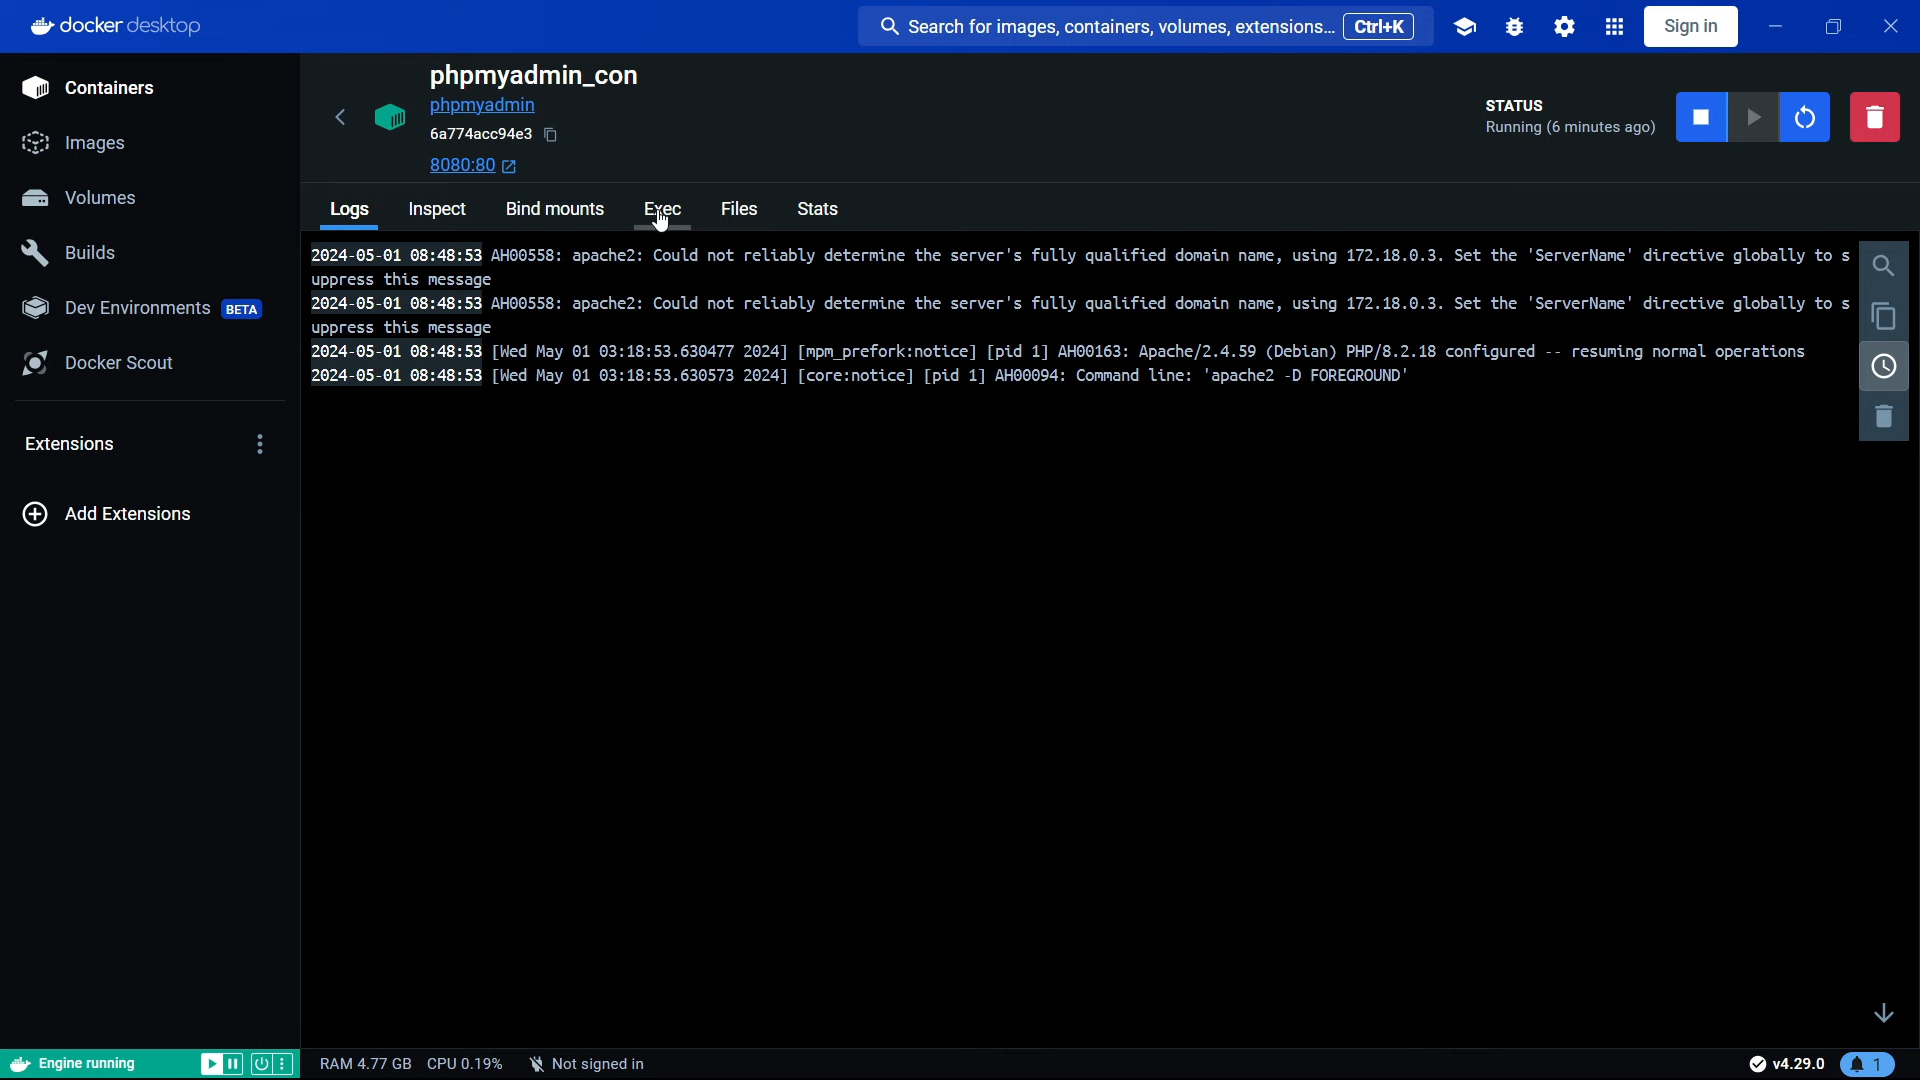 docker desktop
Search for images, containers, volumes, extensions... Ctrl+K
Sign in
Containers
Images
Volumes
Builds
Dev Environments BETA
Docker Scout
Extensions
Add Extensions
phpmyadmin_con
phpmyadmin
6a774acc94e3
8080:80
STATUS
Running (6 minutes ago)
Logs Inspect Bind mounts Exec Files Stats
2024-05-01 08:48:53 AH00558: apache2: Could not reliably determine the server's fully qualified domain name, using 172.18.0.3. Set the 'ServerName' directive globally to s
uppress this message
2024-05-01 08:48:53 AH00558: apache2: Could not reliably determine the server's fully qualified domain name, using 172.18.0.3. Set the 'ServerName' directive globally to s
uppress this message
2024-05-01 08:48:53 [Wed May 01 03:18:53.630477 2024] [mpm_prefork:notice] [pid 1] AH00163: Apache/2.4.59 (Debian) PHP/8.2.18 configured -- resuming normal operations
2024-05-01 08:48:53 [Wed May 01 03:18:53.630573 2024] [core:notice] [pid 1] AH00094: Command line: 'apache2 -D FOREGROUND'
Engine running
RAM 4.77 GB CPU 0.19% Not signed in
v4.29.0
1